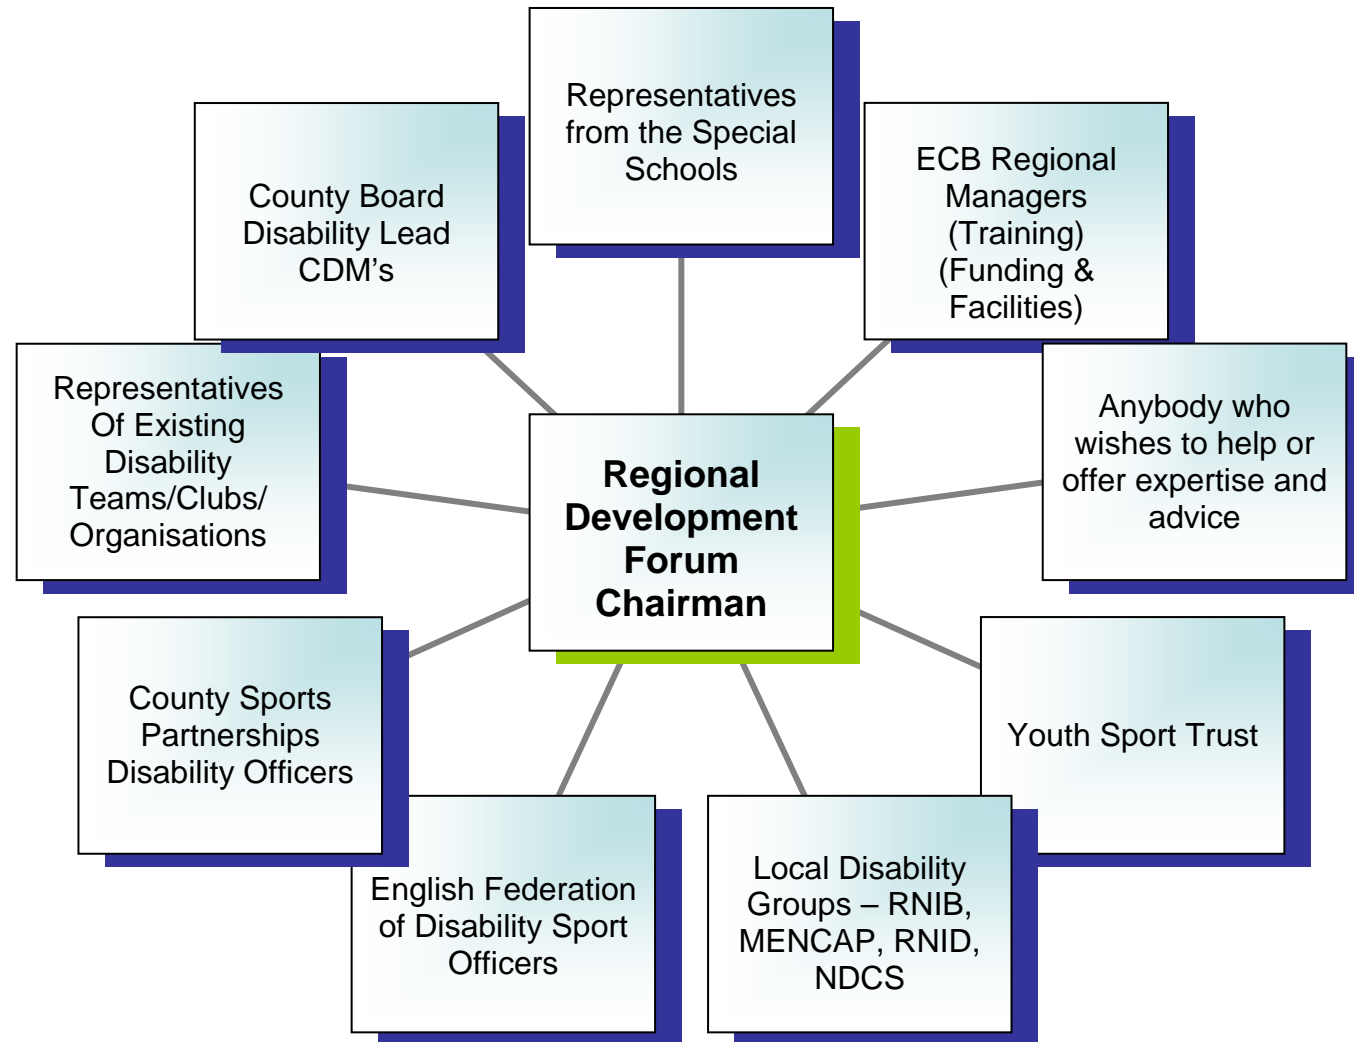 Representatives
from the Special
Schools
ECB Regional
Managers
(Training)
(Funding &
Facilities)
Anybody who
wishes to help or
offer expertise and
advice
Youth Sport Trust
Local Disability
Groups – RNIB,
MENCAP, RNID,
NDCS
English Federation
of Disability Sport
Officers
County Sports
Partnerships
Disability Officers
Representatives
Of Existing
Disability
Teams/Clubs/
Organisations
County Board
Disability Lead
CDM’s
Regional
Development
Forum
Chairman